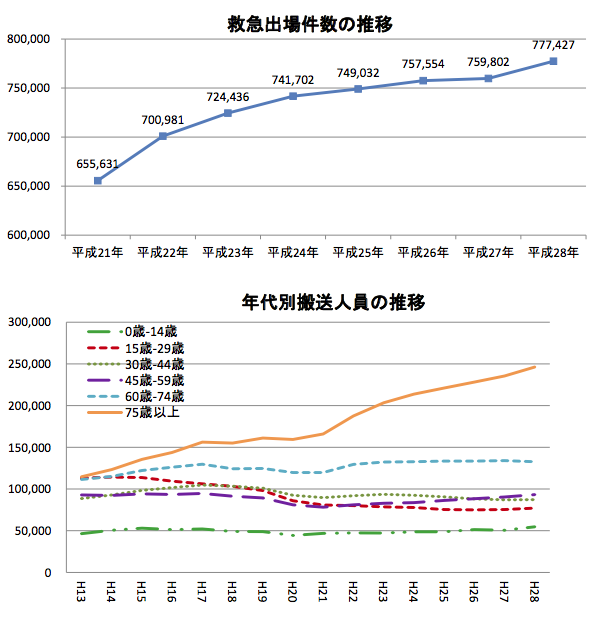 救急出場件数の推移
800,000
750,000
700,000
650,000
600,000
655,631
700,981
724,436
741,702
749,032
757,554
759,802
777,427
平成21年 平成22年 平成23年 平成24年 平成25年 平成26年 平成27年 平成28年
年代別搬送人員の推移
300,000
250,000
200,000
150,000
100,000
50,000
0
0歳-14歳
15歳-29歳
30歳-44歳
45歳-59歳
60歳-74歳
75歳以上
H13 H14 H15 H16 H17 H18 H19 H20 H21 H22 H23 H24 H25 H26 H27 H28